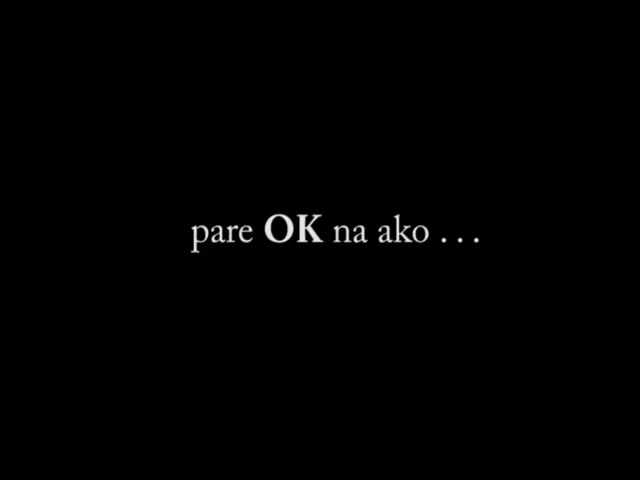 pare OK na ako . . .